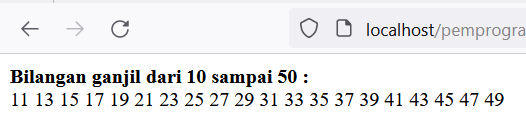 localhost/pemprogra
Bilangan ganjil dari 10 sampai 50 :
11 13 15 17 19 21 23 25 27 29 31 33 35 37 39 41 43 45 47 49